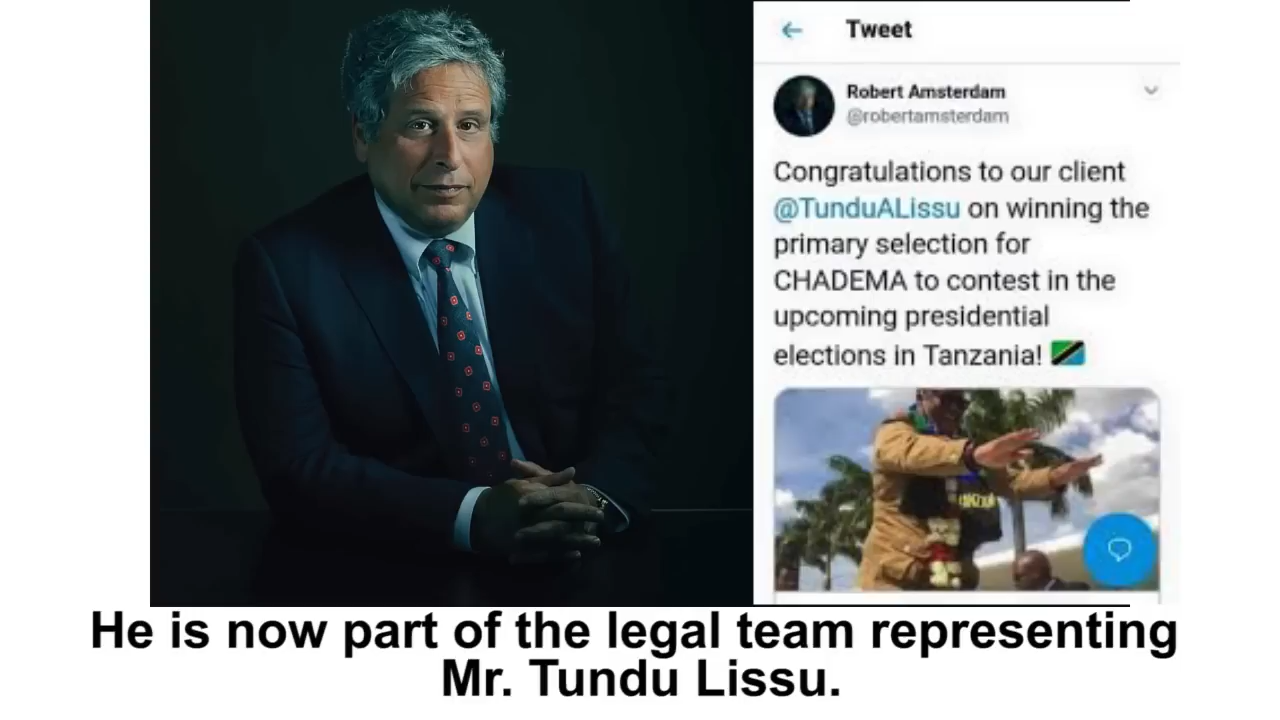 Tweet
Robert Amsterdam
@robertamsterdam
Congratulations to our client
@TunduALissu on winning the
primary selection for
CHADEMA to contest in the
upcoming presidential
elections in Tanzania! 🇹🇿
He is now part of the legal team representing
Mr. Tundu Lissu.